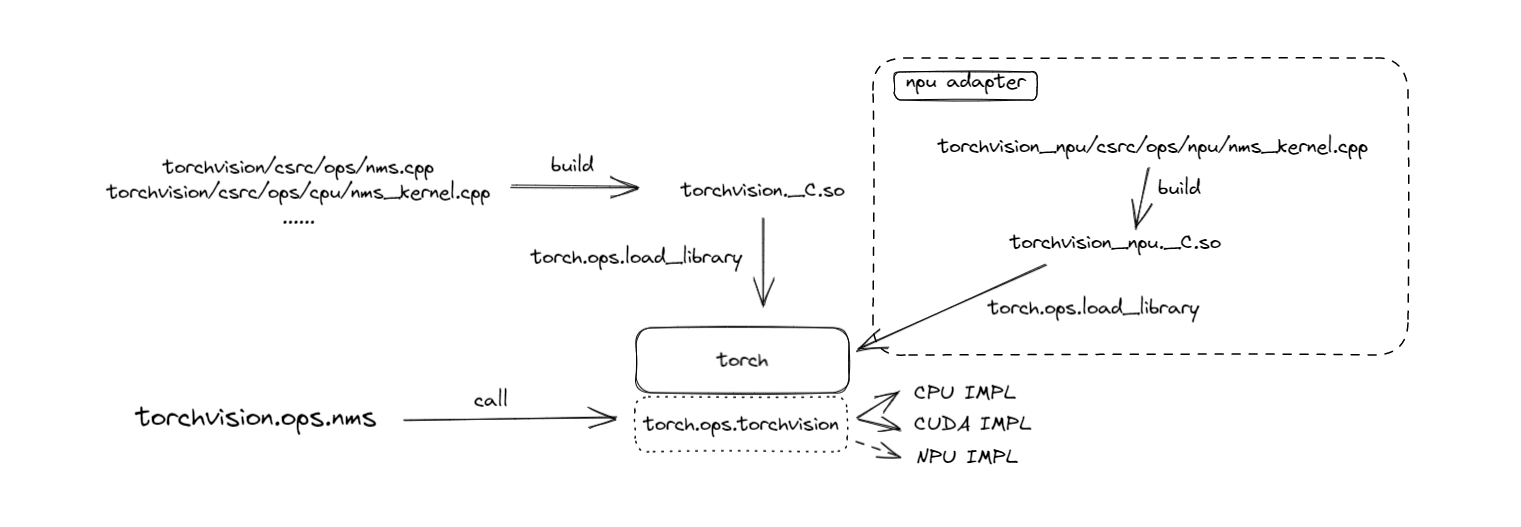 npu adapter
torchvision/csrc/ops/nms.cpp
torchvision/csrc/ops/cpu/nms_kernel.cpp
......
build
torchvision._C.so
torch.ops.load_library
torchvision_npu/csrc/ops/npu/nms_kernel.cpp
build
torchvision_npu._C.so
torch.ops.load_library
torch
torchvision.ops.nms
call
torch.ops.torchvision
CPU IMPL
CUDA IMPL
NPU IMPL